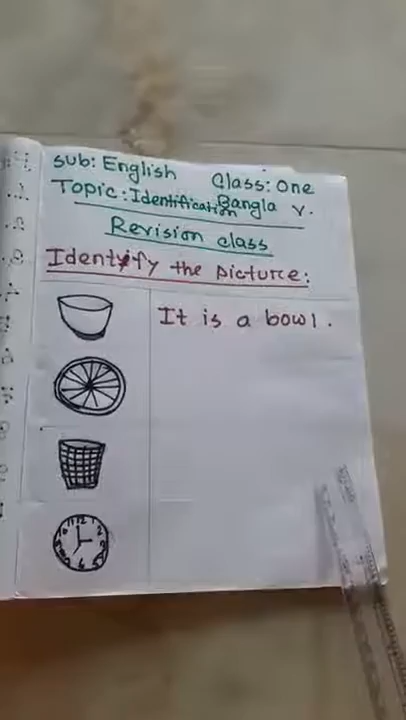 Sub: English Class: One
Topic: Identification Bangla V.
Revision class
Identify the picture:
It is a bowl.